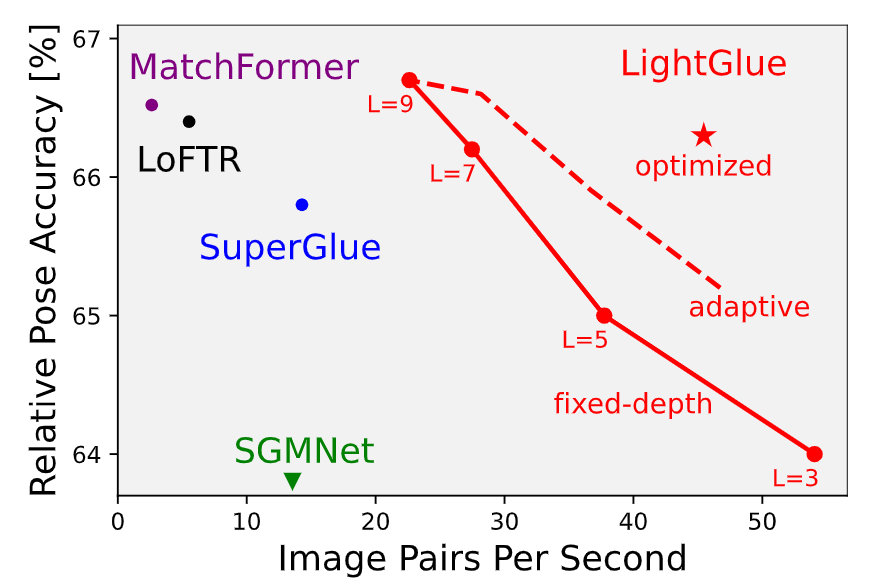 67
66
65
64
Relative Pose Accuracy [%]
MatchFormer
LightGlue
L=9
LoFTR
optimized
L=7
SuperGlue
adaptive
L=5
fixed-depth
SGMNet
L=3
0 10 20 30 40 50
Image Pairs Per Second